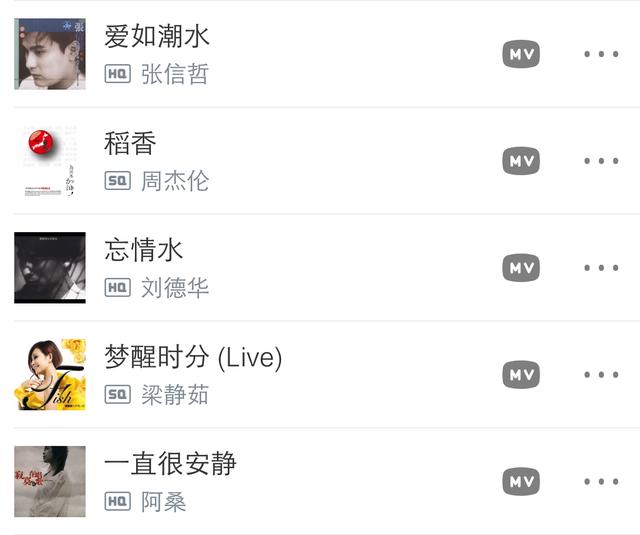 張
爱如潮水
HQ 张信哲
MV
稻香
SQ 周杰伦
MV
忘情水
HQ 刘德华
MV
梦醒时分 (Live)
SQ 梁静茹
MV
Fish
一直很安静
HQ 阿桑
MV